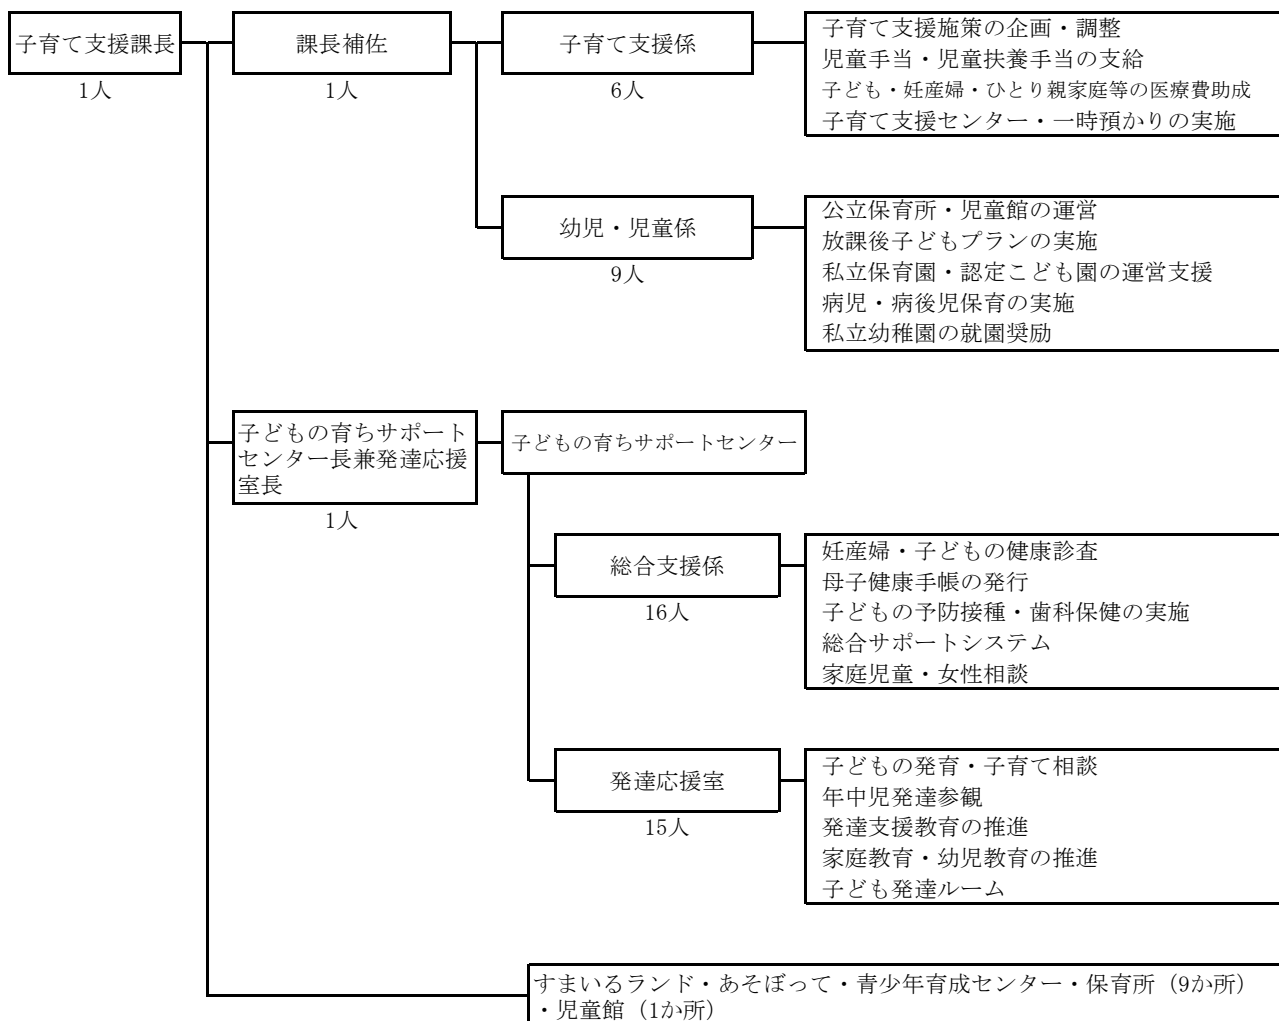 子育て支援課長
1人
課長補佐
1人
子育て支援係
6人
子育て支援施策の企画・調整
児童手当・児童扶養手当の支給
子ども・妊産婦・ひとり親家庭等の医療費助成
子育て支援センター・一時預かりの実施
幼児・児童係
9人
公立保育所・児童館の運営
放課後子どもプランの実施
私立保育園・認定こども園の運営支援
病児・病後児保育の実施
私立幼稚園の就園奨励
子どもの育ちサポート
センター長兼発達応援
室長
1人
子どもの育ちサポートセンター
総合支援係
16人
妊産婦・子どもの健康診査
母子健康手帳の発行
子どもの予防接種・歯科保健の実施
総合サポートシステム
家庭児童・女性相談
発達応援室
15人
子どもの発育・子育て相談
年中児発達参観
発達支援教育の推進
家庭教育・幼児教育の推進
子ども発達ルーム
すまいるランド・あそぼって・青少年育成センター・保育所（9か所）
・児童館（1か所）